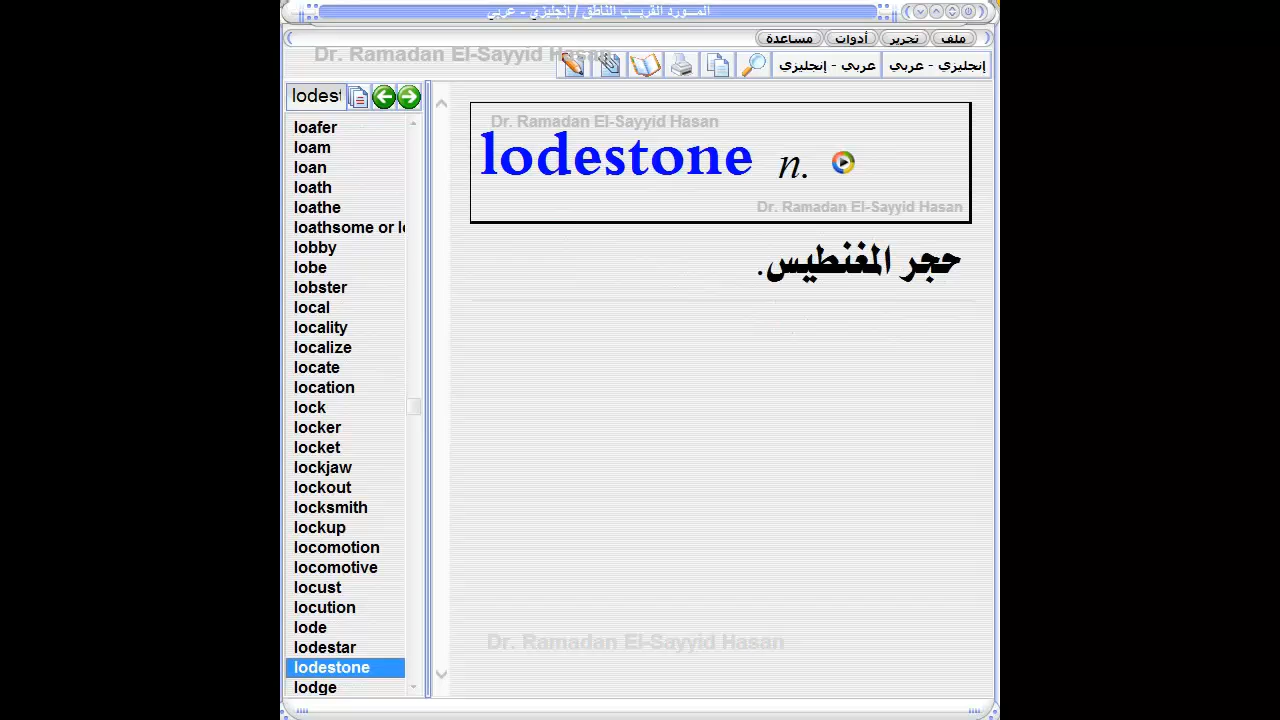 المــورد القريــب الناطق / إنجليزي - عربي
ملف تحرير أدوات مساعدة
Dr. Ramadan El-Sayyid Hasan
إنجليزي - عربي عربي - إنجليزي
lodest
loafer
loam
loan
loath
loathe
loathsome or l
lobby
lobe
lobster
local
locality
localize
locate
location
lock
locker
locket
lockjaw
lockout
locksmith
lockup
locomotion
locomotive
locust
locution
lode
lodestar
lodestone
lodge
Dr. Ramadan El-Sayyid Hasan
lodestone n.
Dr. Ramadan El-Sayyid Hasan
حجر المغنطيس.
Dr. Ramadan El-Sayyid Hasan